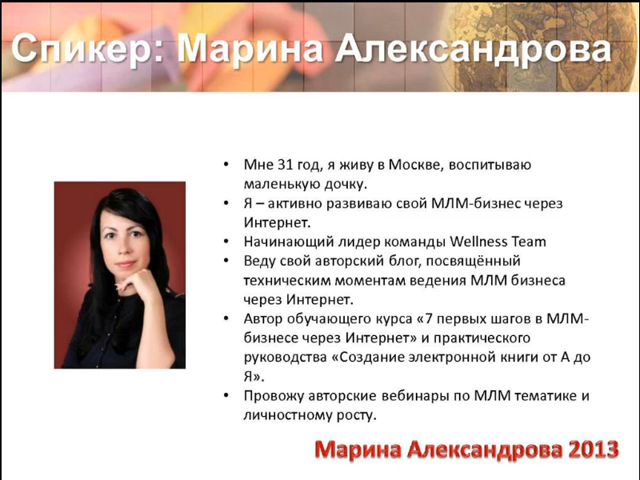 Спикер: Марина Александрова
• Мне 31 год, я живу в Москве, воспитываю
маленькую дочку.
• Я – активно развиваю свой МЛМ-бизнес через
Интернет.
• Начинающий лидер команды Wellness Team
• Веду свой авторский блог, посвящённый
техническим моментам ведения МЛМ бизнеса
через Интернет.
• Автор обучающего курса «7 первых шагов в МЛМ-
бизнесе через Интернет» и практического
руководства «Создание электронной книги от А до
Я».
• Провожу авторские вебинары по МЛМ тематике и
личностному росту.
Марина Александрова 2013